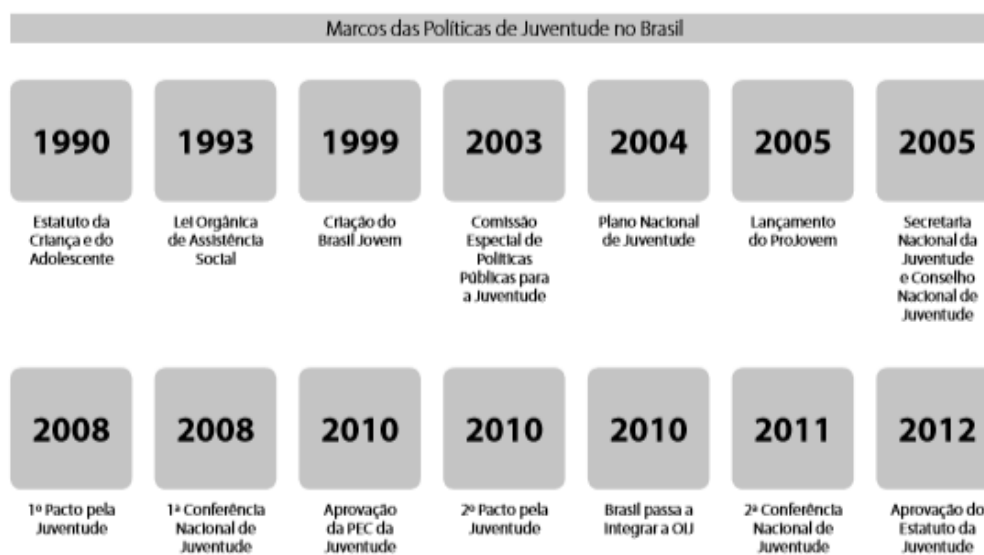 Marcos das Políticas de Juventude no Brasil
1990
Estatuto da
Criança e do
Adolescente
1993
Lei Orgânica
de Assistência
Social
1999
Criação do
Brasil Jovem
2003
Comissão
Especial de
Políticas
Públicas para
a Juventude
2004
Plano Nacional
de Juventude
2005
Lançamento
do ProJovem
2005
Secretaria
Nacional da
Juventude
e Conselho
Nacional de
Juventude
2008
1º Pacto pela
Juventude
2008
1ª Conferência
Nacional de
Juventude
2010
Aprovação
da PEC da
Juventude
2010
2º Pacto pela
Juventude
2010
Brasil passa a
integrar a OIJ
2011
2ª Conferência
Nacional de
Juventude
2012
Aprovação do
Estatuto da
Juventude